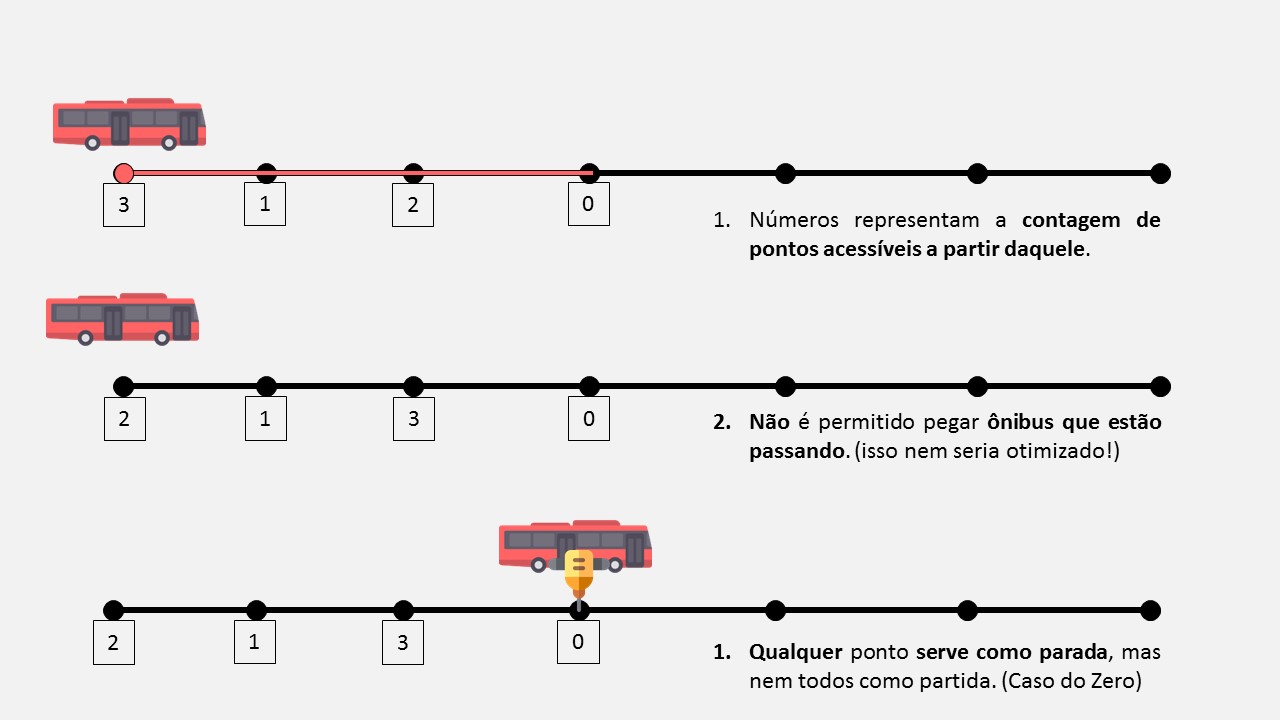 3 1 2 0
1. Números representam a contagem de
pontos acessíveis a partir daquele.
2 1 3 0
2. Não é permitido pegar ônibus que estão
passando. (isso nem seria otimizado!)
2 1 3 0
1. Qualquer ponto serve como parada, mas
nem todos como partida. (Caso do Zero)